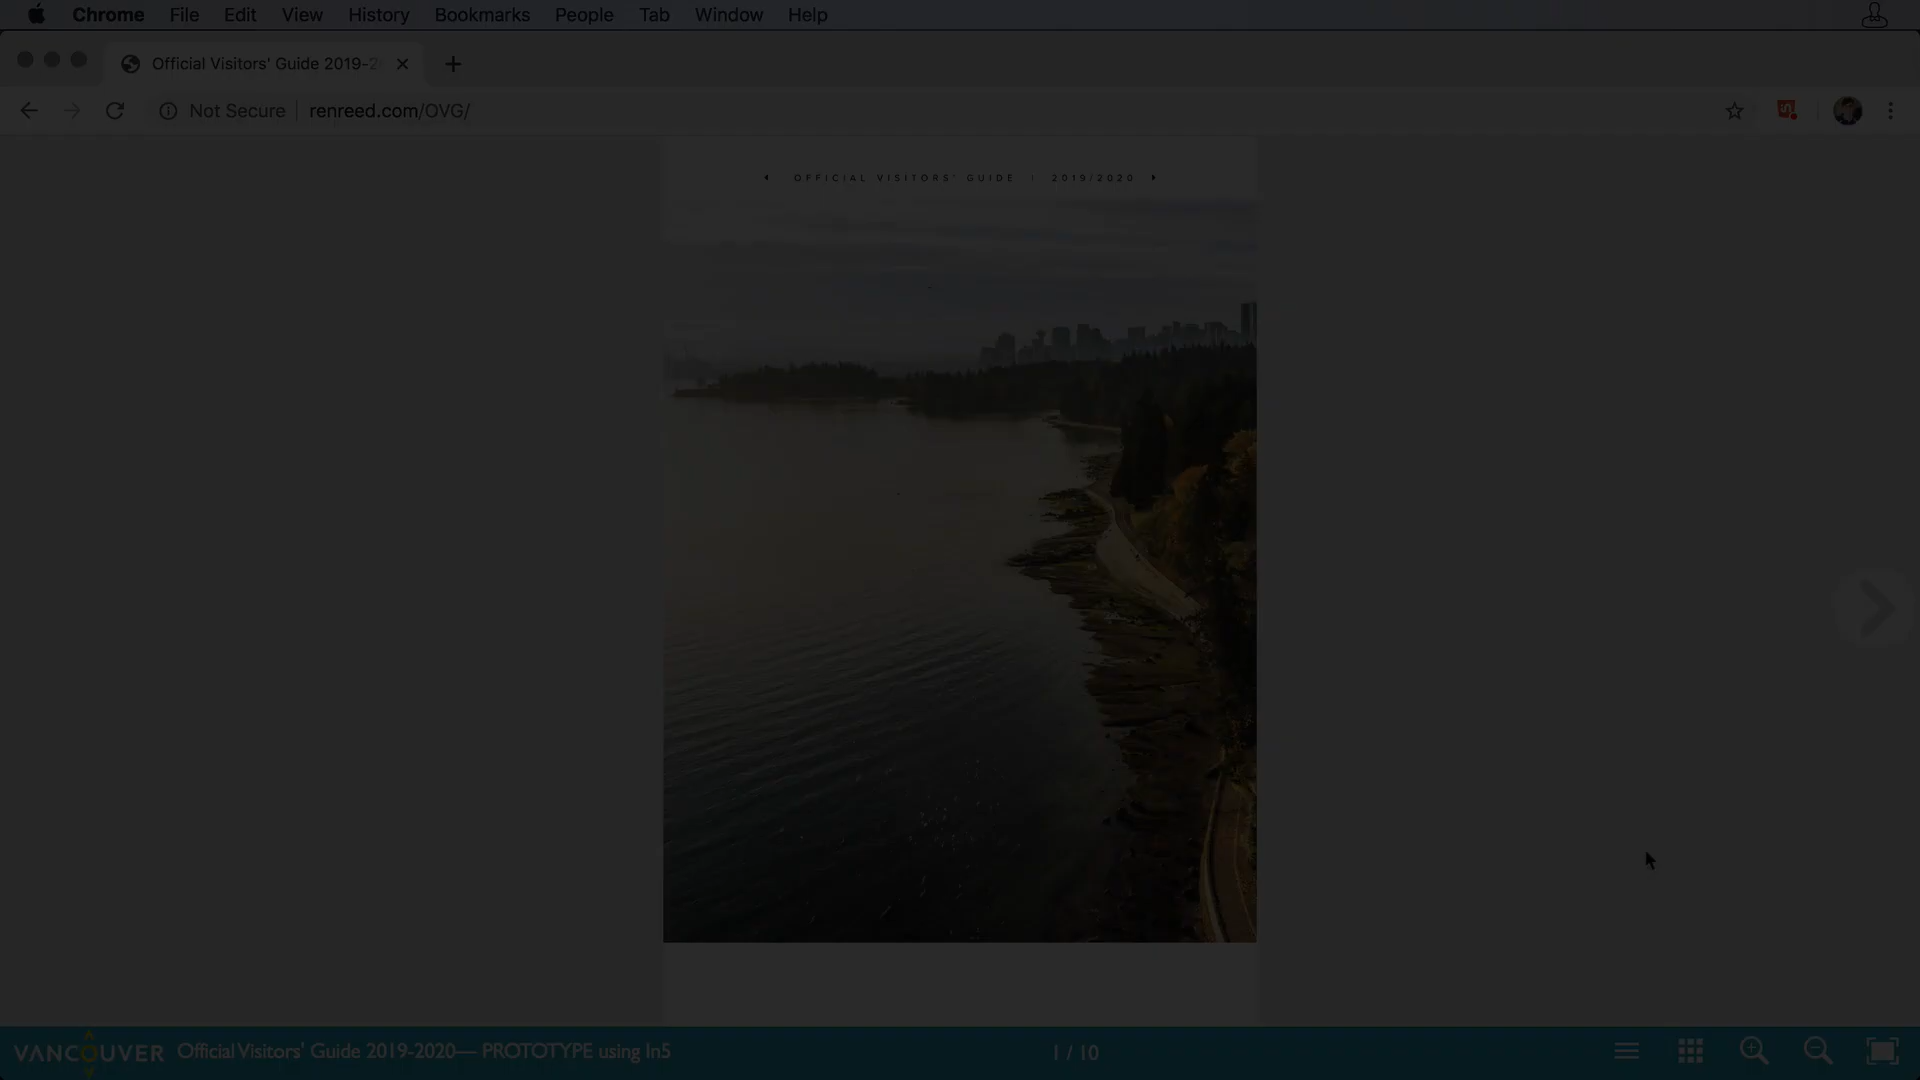 Chrome File Edit View History Bookmarks People Tab Window Help
Official Visitors' Guide 2019-2
Not Secure renreed.com/OVG/
OFFICIAL VISITORS' GUIDE | 2019/2020
VANCOUVER Official Visitors' Guide 2019-2020— PROTOTYPE using In5 1 / 10